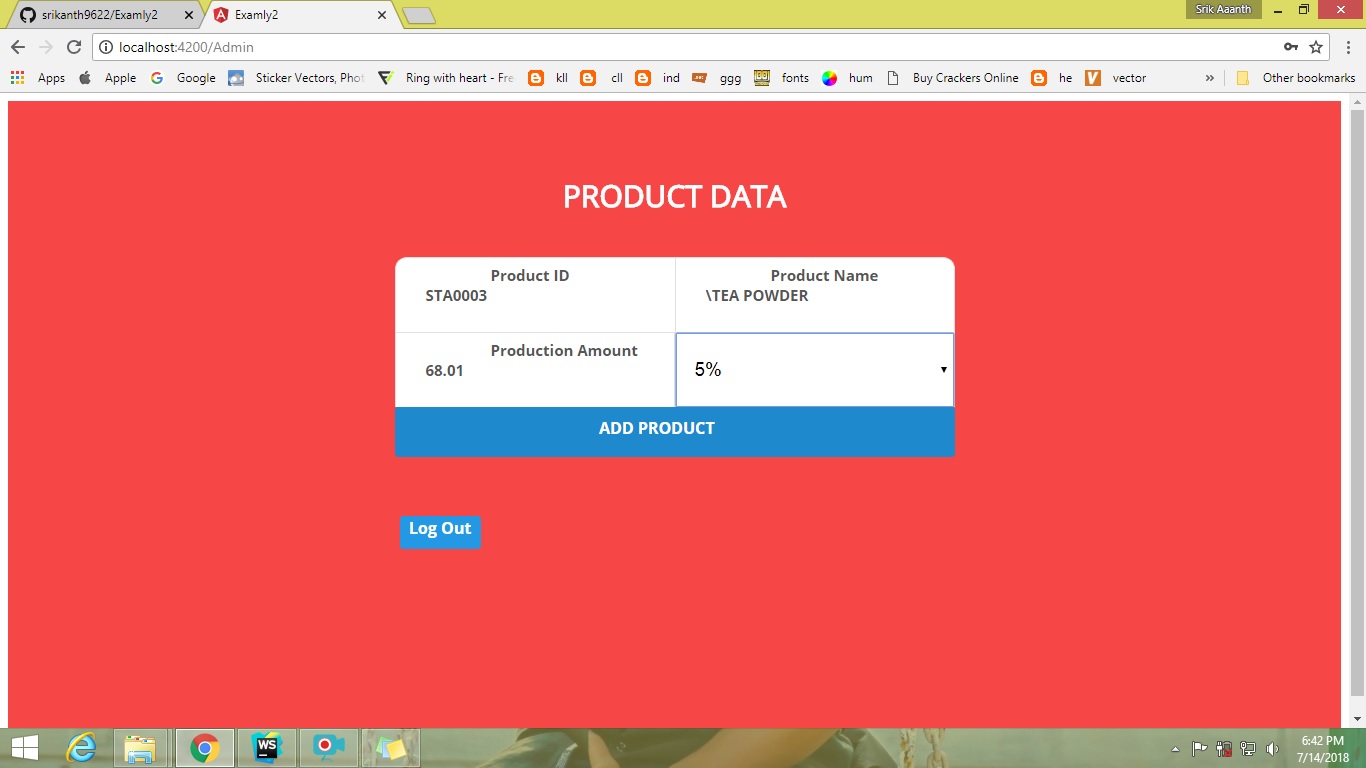 srikanth9622/Examly2
Examly2
Srik Aaanth
localhost:4200/Admin
Apps Apple Google Sticker Vectors, Phot Ring with heart - Fre kll cll ind ggg fonts hum Buy Crackers Online he vector » Other bookmarks
PRODUCT DATA
Product ID
STA0003
Product Name
\TEA POWDER
Production Amount
68.01
5%
ADD PRODUCT
Log Out
WS
6:42 PM
7/14/2018